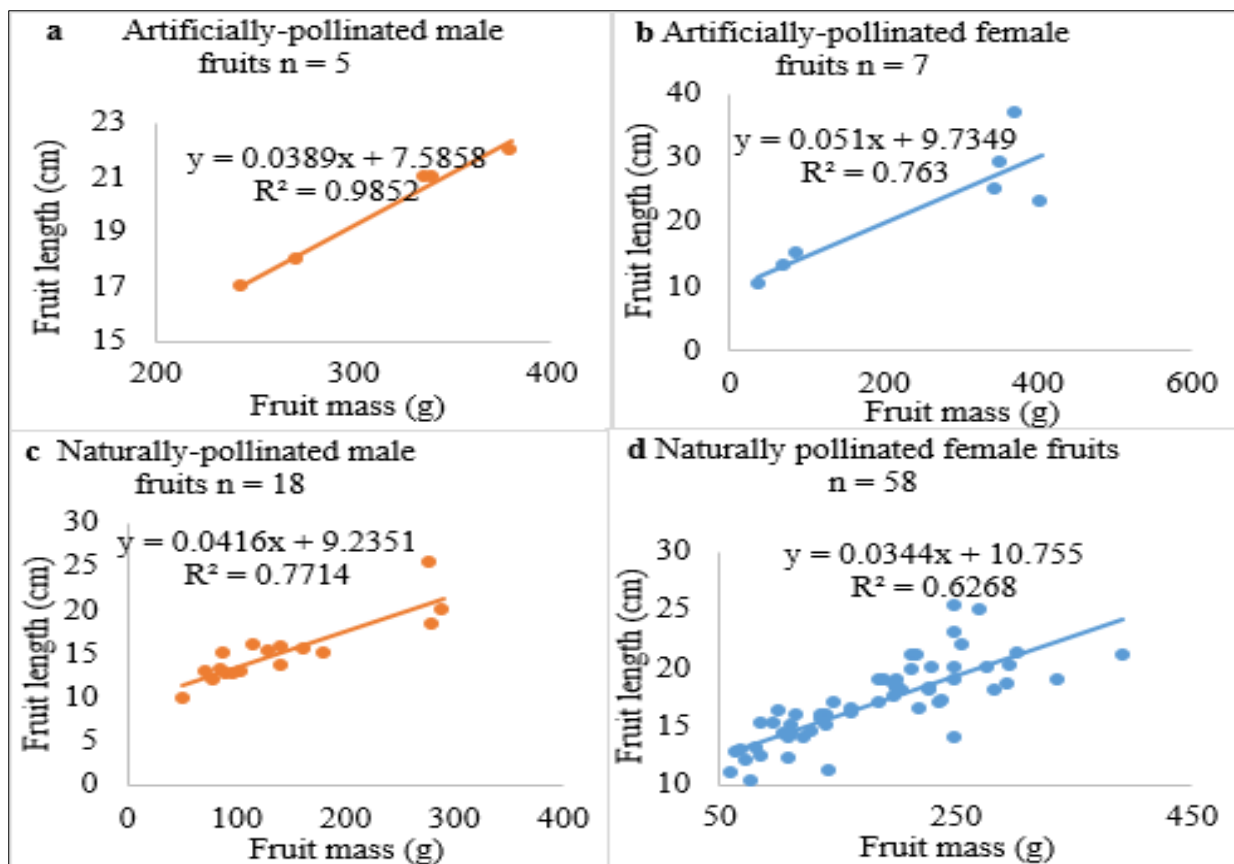 a Artificially-pollinated male
fruits n = 5
y = 0.0389x + 7.5858
R² = 0.9852
Fruit length (cm)
23
21
19
17
15
200 300 400
Fruit mass (g)
b Artificially-pollinated female
fruits n = 7
y = 0.051x + 9.7349
R² = 0.763
Fruit length (cm)
40
30
20
10
0
0 200 400 600
Fruit mass (g)
c Naturally-pollinated male
fruits n = 18
y = 0.0416x + 9.2351
R² = 0.7714
Fruit length (cm)
30
25
20
15
10
5
0
0 100 200 300 400
Fruit mass (g)
d Naturally pollinated female fruits
n = 58
y = 0.0344x + 10.755
R² = 0.6268
Fruit length (cm)
30
25
20
15
10
50 250 450
Fruit mass (g)